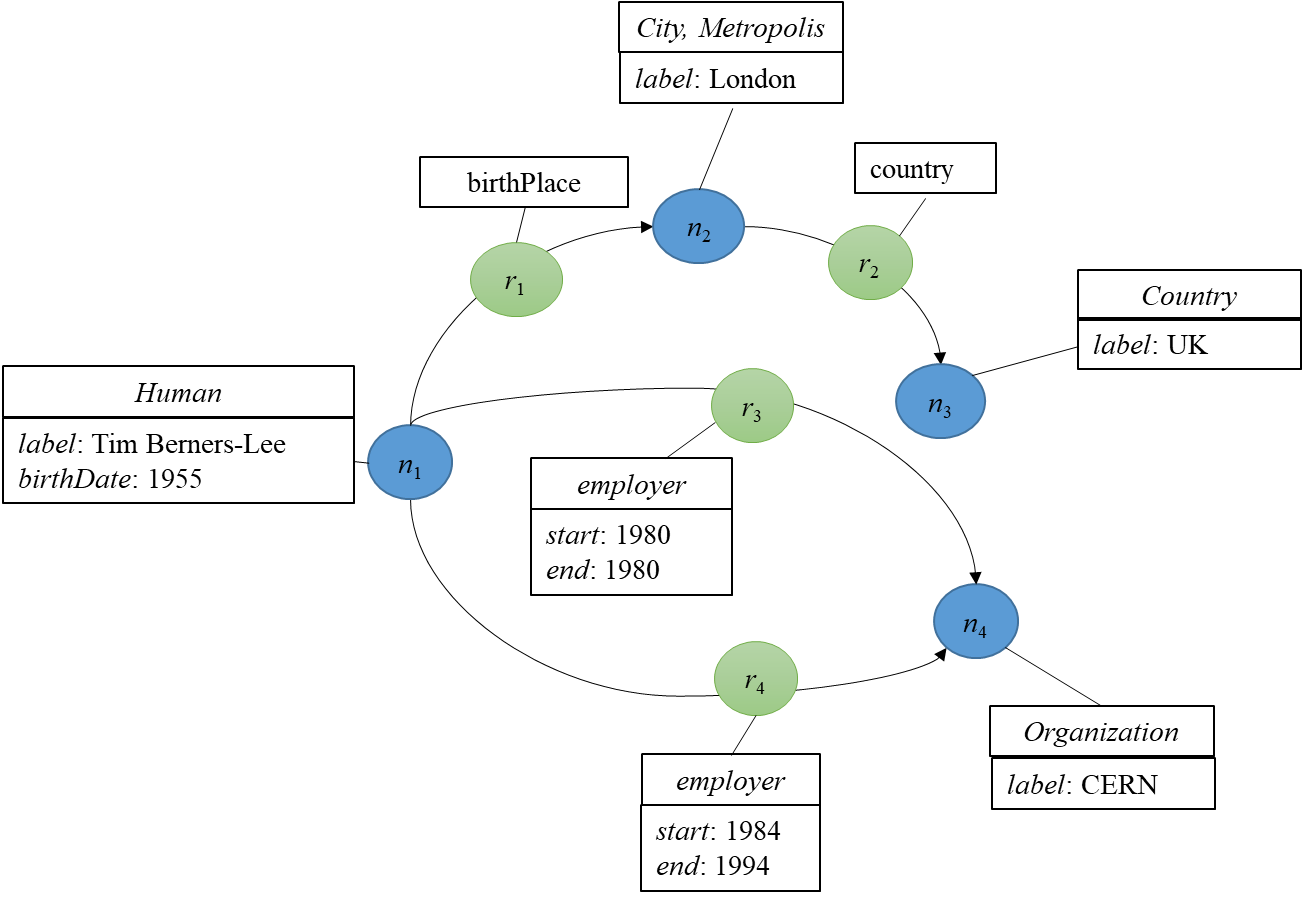 City, Metropolis
label: London
birthPlace
country
n2
r1
r2
Country
label: UK
Human
label: Tim Berners-Lee
birthDate: 1955
n1
r3
n3
employer
start: 1980
end: 1980
n4
r4
Organization
label: CERN
employer
start: 1984
end: 1994